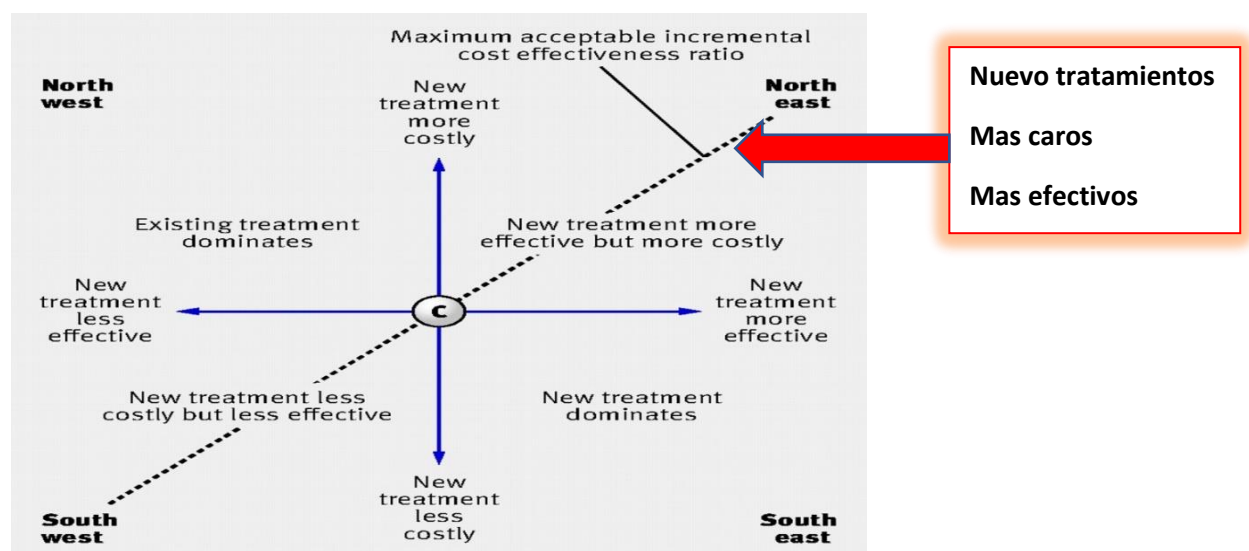 Maximum acceptable incremental
cost effectiveness ratio
North
west
New
treatment
more
costly
North
east
Nuevo tratamientos
Mas caros
Mas efectivos
Existing treatment
dominates
New treatment more
effective but more costly
New
treatment
less
effective
C
New
treatment
more
effective
New treatment less
costly but less effective
New treatment
dominates
New
treatment
less
costly
South
west
South
east